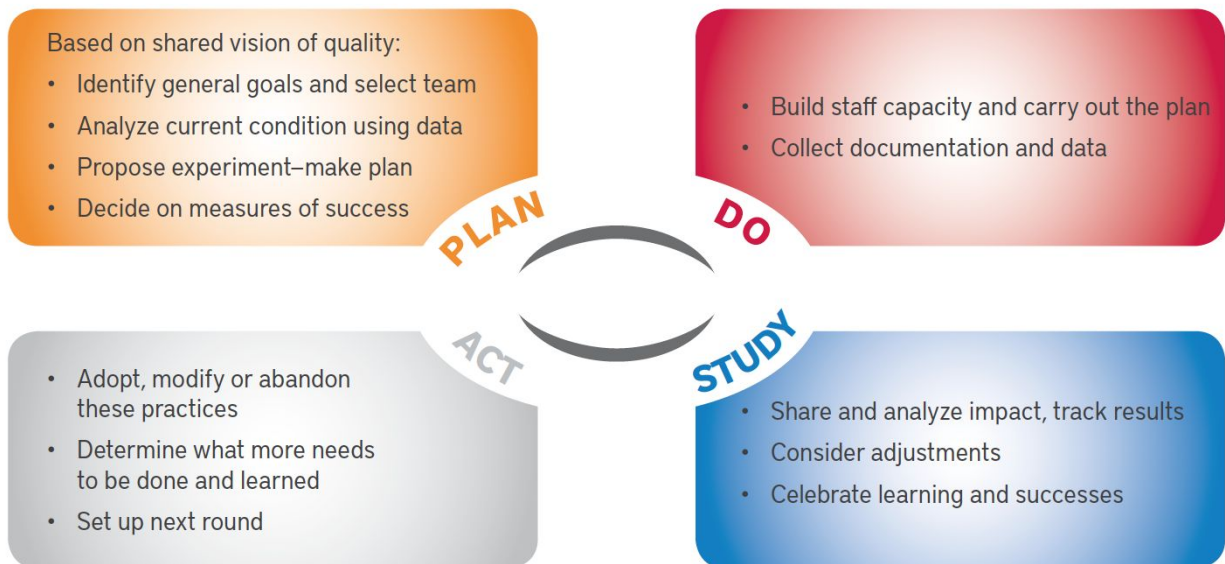 Based on shared vision of quality:
• Identify general goals and select team
• Analyze current condition using data
• Propose experiment–make plan
• Decide on measures of success
PLAN
• Build staff capacity and carry out the plan
• Collect documentation and data
DO
• Adopt, modify or abandon
these practices
• Determine what more needs
to be done and learned
• Set up next round
ACT
STUDY
• Share and analyze impact, track results
• Consider adjustments
• Celebrate learning and successes